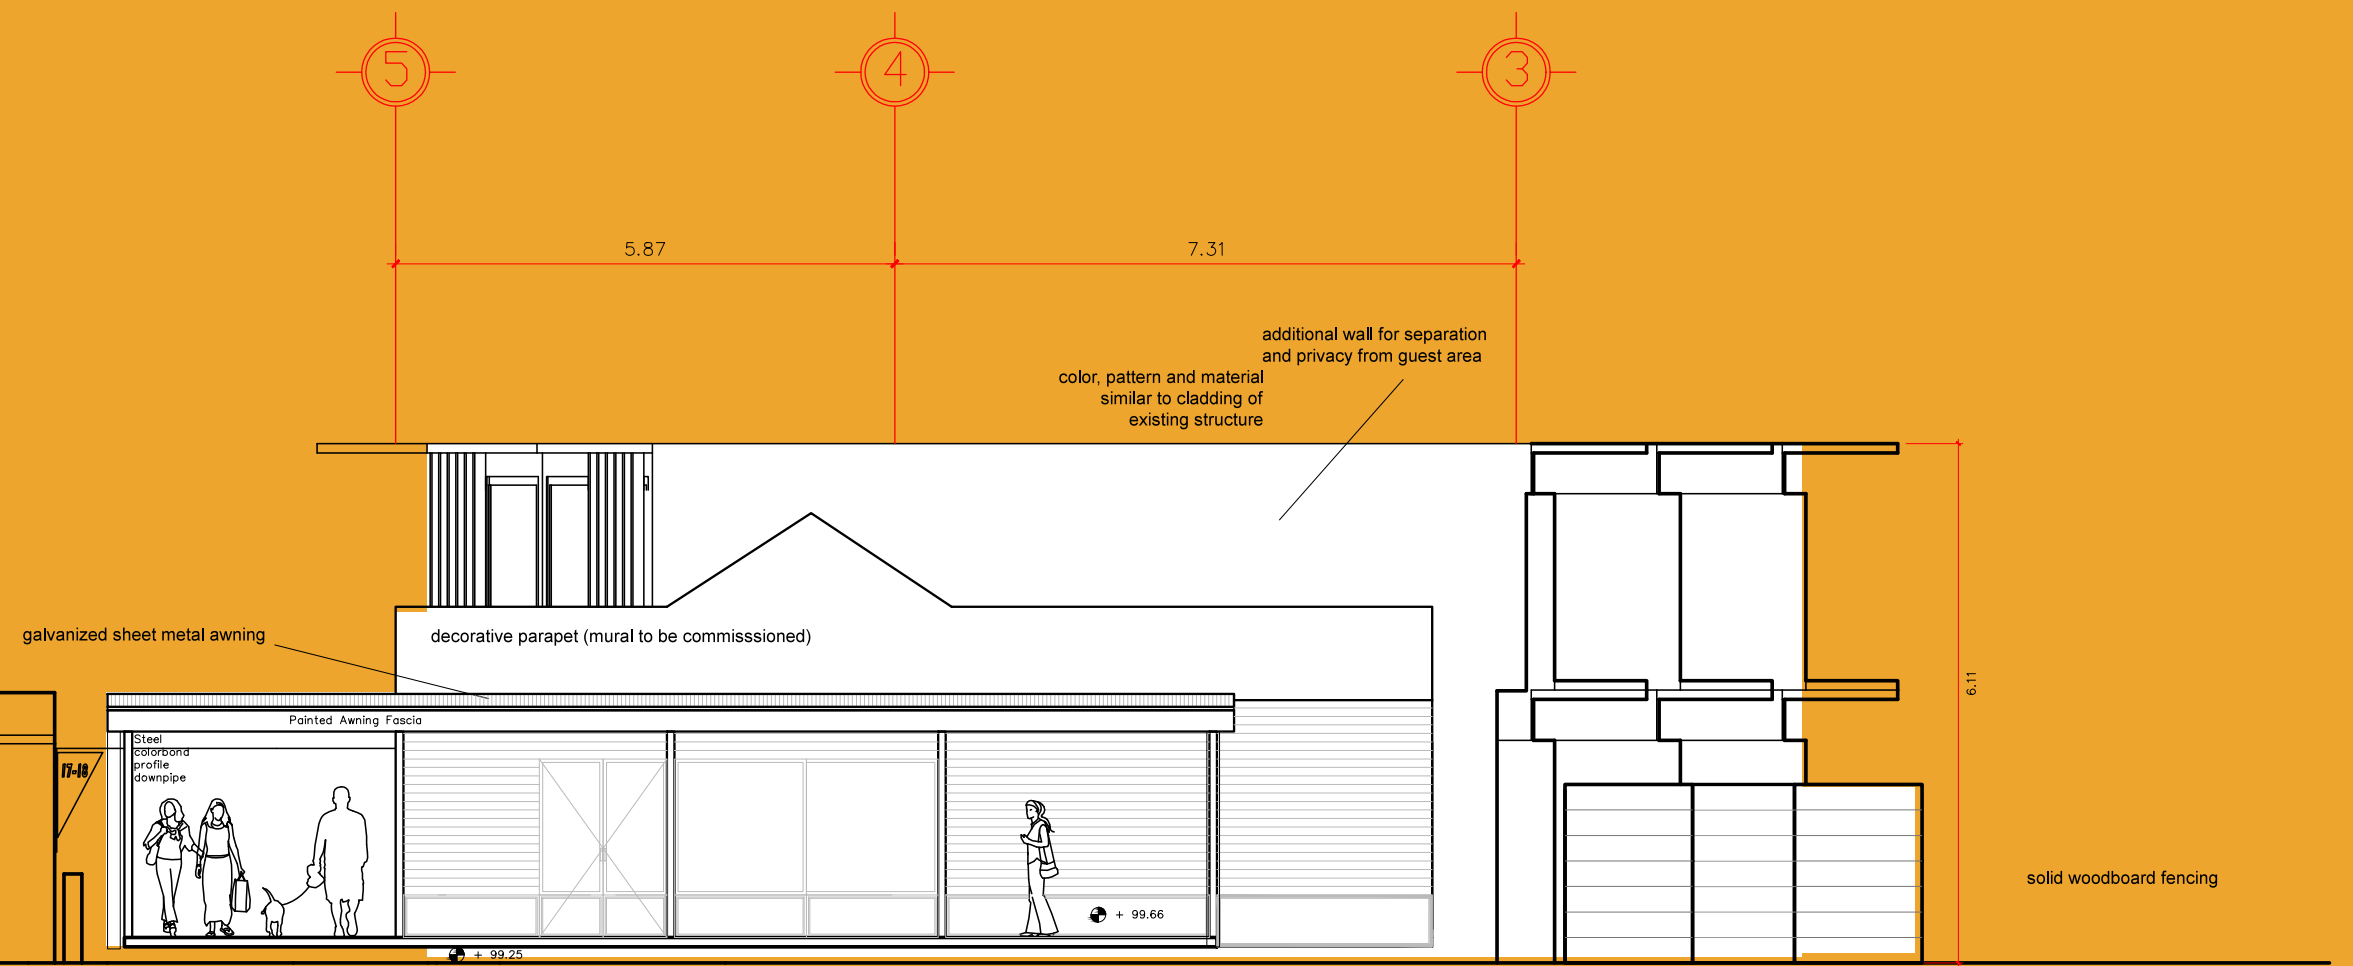 5
4
3
5.87
7.31
additional wall for separation
and privacy from guest area
color, pattern and material
similar to cladding of
existing structure
galvanized sheet metal awning
decorative parapet (mural to be commisssioned)
6.11
Painted Awning Fascia
Steel
colorbond
profile
downpipe
17-18
solid woodboard fencing
+ 99.66
+ 99.25